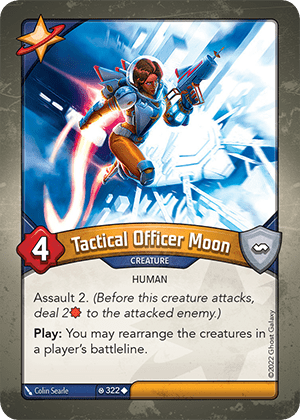 4
Tactical Officer Moon
CREATURE
HUMAN
Assault 2. (Before this creature attacks,
deal 2 to the attacked enemy.)
Play: You may rearrange the creatures in
a player's battleline.
Colin Searle
322
©2022 Ghost Galaxy